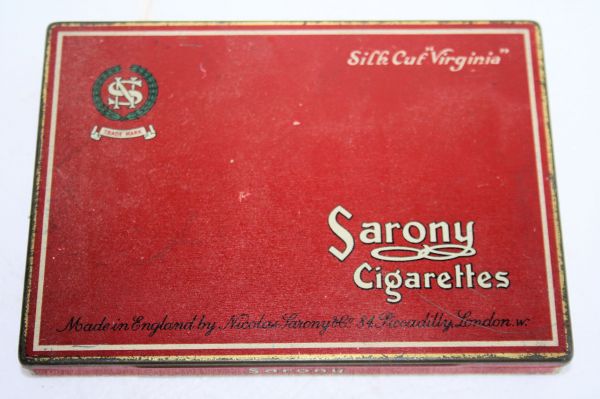 Silk Cut "Virginia"
NS
TRADE MARK
Sarony
Cigarettes
Made in England by Nicolas Sarony & Co. 84, Piccadilly, London. W.
Sarony